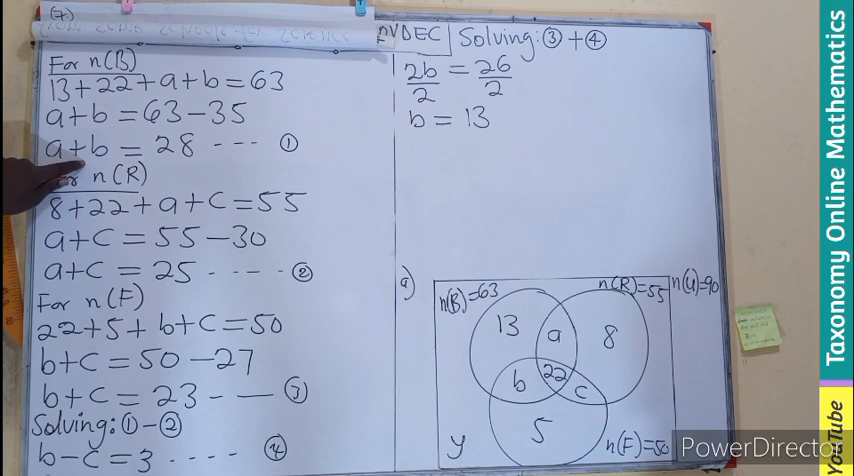 (7)
For n(B)
13+22+a+b=63
a+b=63-35
a+b=28 --- ①
For n(R)
8+22+a+c=55
a+c=55-30
a+c=25 ---- ②
For n(F)
22+5+b+c=50
b+c=50-27
b+c=23 -- ③
Solving: ①-②
b-c=3 ---- ④
Solving: ③+④
2b/2 = 26/2
b = 13
a)
n(B)=63
n(R)=55
n(U)=90
13
a
8
b
22
c
5
y
n(F)=50
PowerDirector
Taxonomy Online Mathematics
YouTube